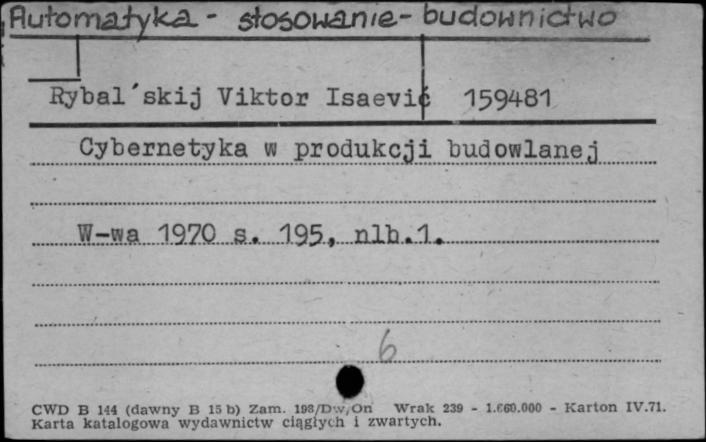 Automatyka - stosowanie - budownictwo
Rybal´skij Viktor Isaević 159481
Cybernetyka w produkcji budowlanej
W-wa 1970 s. 195, nlb.1.
6
CWD B 144 (dawny B 15 b) Zam. 198/Dw/On Wrak 239 - 1.660.000 - Karton IV.71.
Karta katalogowa wydawnictw ciągłych i zwartych.